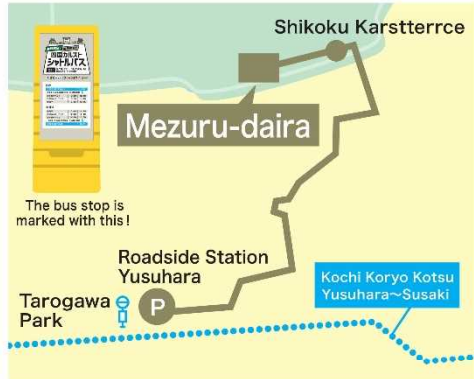 Shikoku Karstterrce
四国カルスト
シャトルバス
Mezuru-daira
The bus stop is
marked with this!
Roadside Station
Yusuhara
P
Tarogawa
Park
Kochi Koryo Kotsu
Yusuhara～Susaki